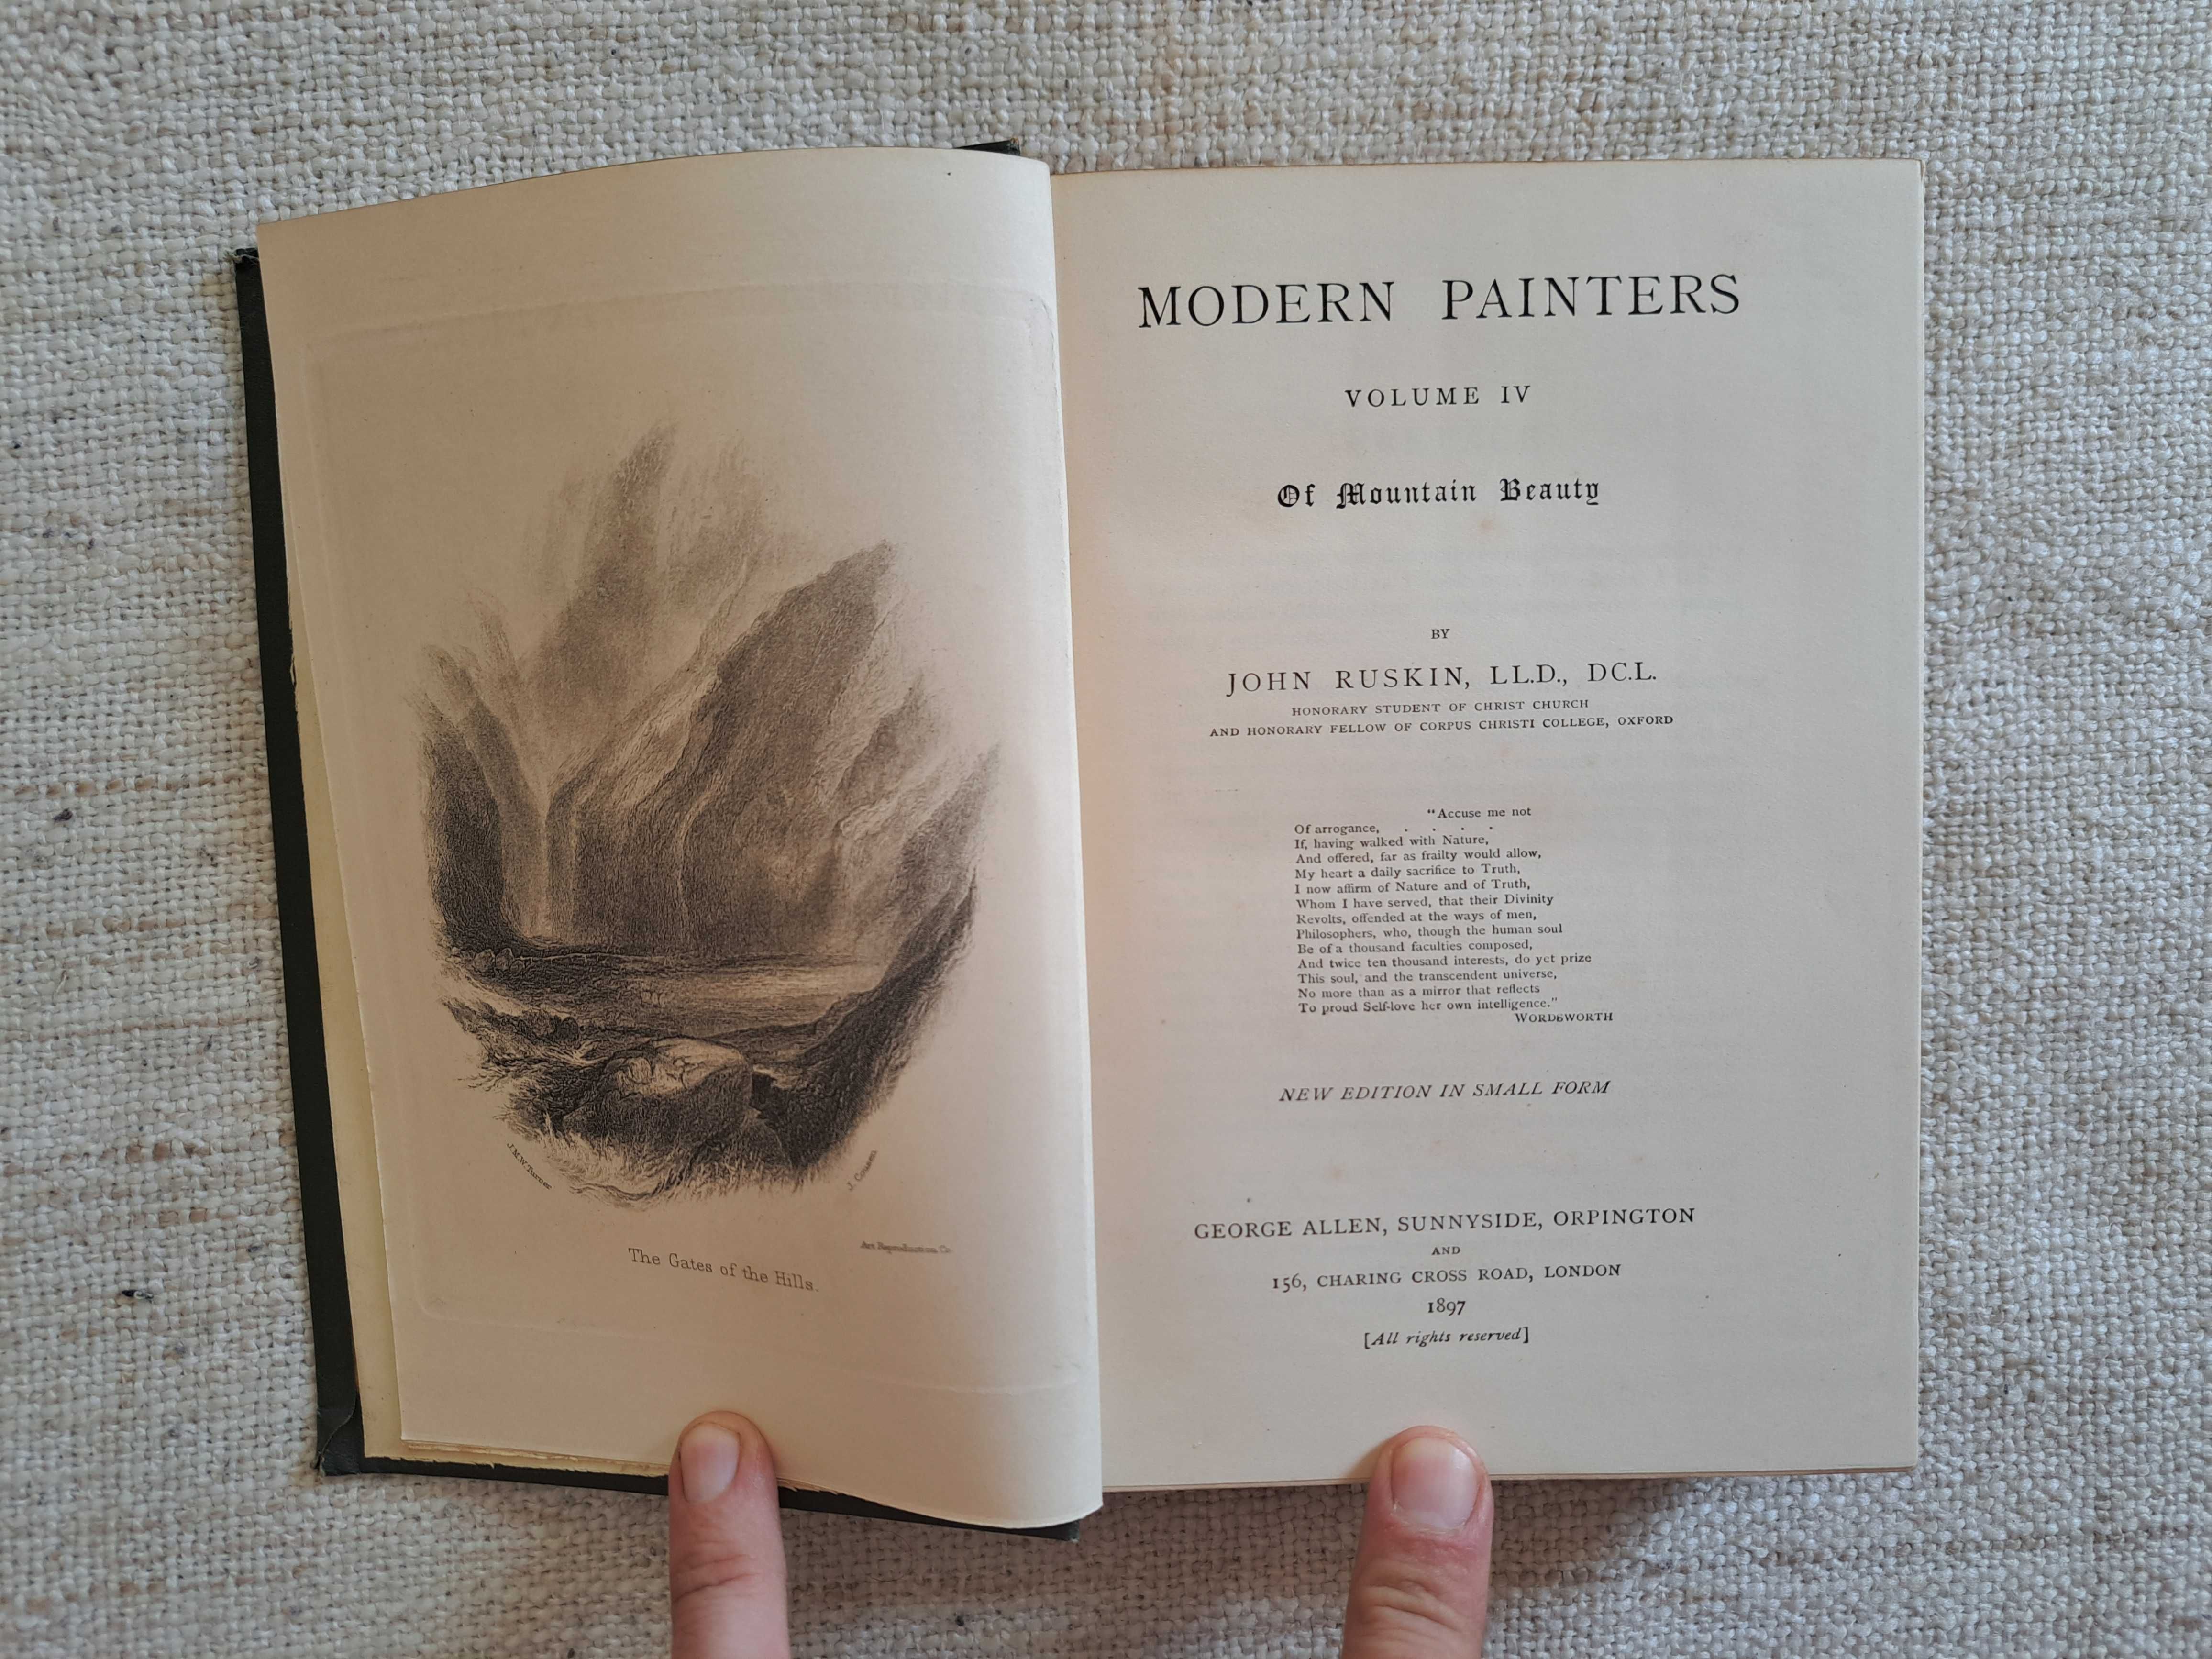 J.M.W. Turner
J. Cousen.
Art Reproduction Co.
The Gates of the Hills.
MODERN PAINTERS
VOLUME IV
Of Mountain Beauty
BY
JOHN RUSKIN, LL.D., D.C.L.
HONORARY STUDENT OF CHRIST CHURCH
AND HONORARY FELLOW OF CORPUS CHRISTI COLLEGE, OXFORD
"Accuse me not
Of arrogance, . . . .
If, having walked with Nature,
And offered, far as frailty would allow,
My heart a daily sacrifice to Truth,
I now affirm of Nature and of Truth,
Whom I have served, that their Divinity
Revolts, offended at the ways of men,
Philosophers, who, though the human soul
Be of a thousand faculties composed,
And twice ten thousand interests, do yet prize
This soul, and the transcendent universe,
No more than as a mirror that reflects
To proud Self-love her own intelligence."
WORDSWORTH
NEW EDITION IN SMALL FORM
GEORGE ALLEN, SUNNYSIDE, ORPINGTON
AND
156, CHARING CROSS ROAD, LONDON
1897
[All rights reserved]